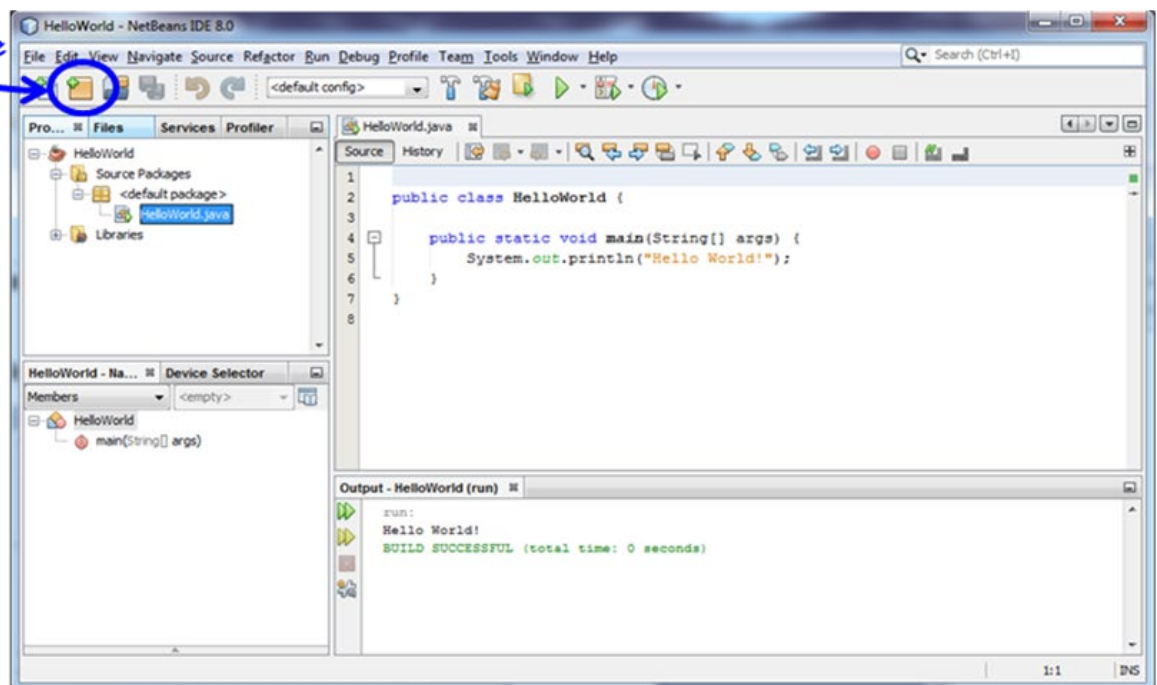 HelloWorld - NetBeans IDE 8.0
File Edit View Navigate Source Refactor Run Debug Profile Team Tools Window Help
Search (Ctrl+I)
<default config>
Pro... Files Services Profiler
HelloWorld
Source Packages
<default package>
HelloWorld.java
Libraries
HelloWorld - Na... Device Selector
Members <empty>
HelloWorld
main(String[] args)
HelloWorld.java
Source History
1
2 public class HelloWorld {
3
4 public static void main(String[] args) {
5 System.out.println("Hello World!");
6 }
7 }
8
Output - HelloWorld (run)
run:
Hello World!
BUILD SUCCESSFUL (total time: 0 seconds)
1:1 INS